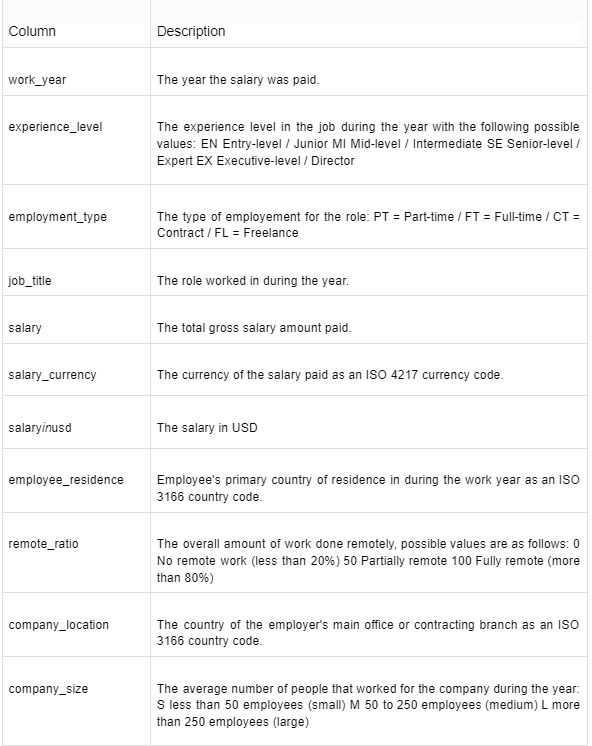 Column Description
work_year The year the salary was paid.
experience_level The experience level in the job during the year with the following possible
values: EN Entry-level / Junior MI Mid-level / Intermediate SE Senior-level /
Expert EX Executive-level / Director
employment_type The type of employement for the role: PT = Part-time / FT = Full-time / CT =
Contract / FL = Freelance
job_title The role worked in during the year.
salary The total gross salary amount paid.
salary_currency The currency of the salary paid as an ISO 4217 currency code.
salaryinusd The salary in USD
employee_residence Employee's primary country of residence in during the work year as an ISO
3166 country code.
remote_ratio The overall amount of work done remotely, possible values are as follows: 0
No remote work (less than 20%) 50 Partially remote 100 Fully remote (more
than 80%)
company_location The country of the employer's main office or contracting branch as an ISO
3166 country code.
company_size The average number of people that worked for the company during the year:
S less than 50 employees (small) M 50 to 250 employees (medium) L more
than 250 employees (large)